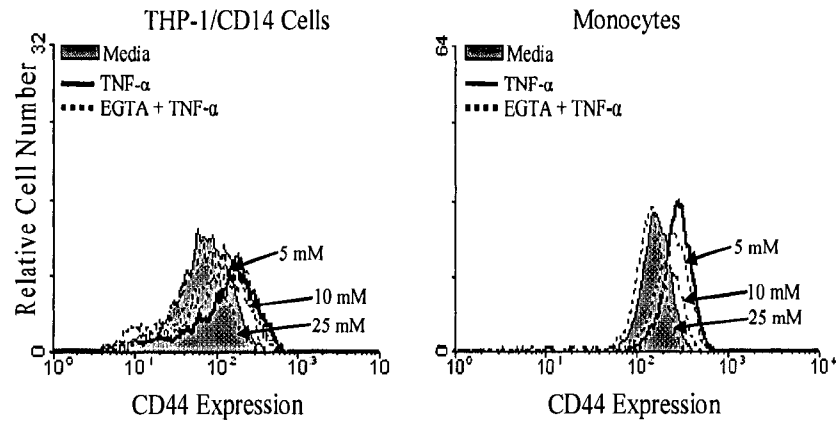 THP-1/CD14 Cells
32
Media
TNF-α
EGTA + TNF-α
Relative Cell Number
5 mM
10 mM
25 mM
0
10⁰ 10¹ 10² 10³ 10
CD44 Expression
Monocytes
64
Media
TNF-α
EGTA + TNF-α
5 mM
10 mM
25 mM
0
10⁰ 10¹ 10² 10³ 10⁴
CD44 Expression